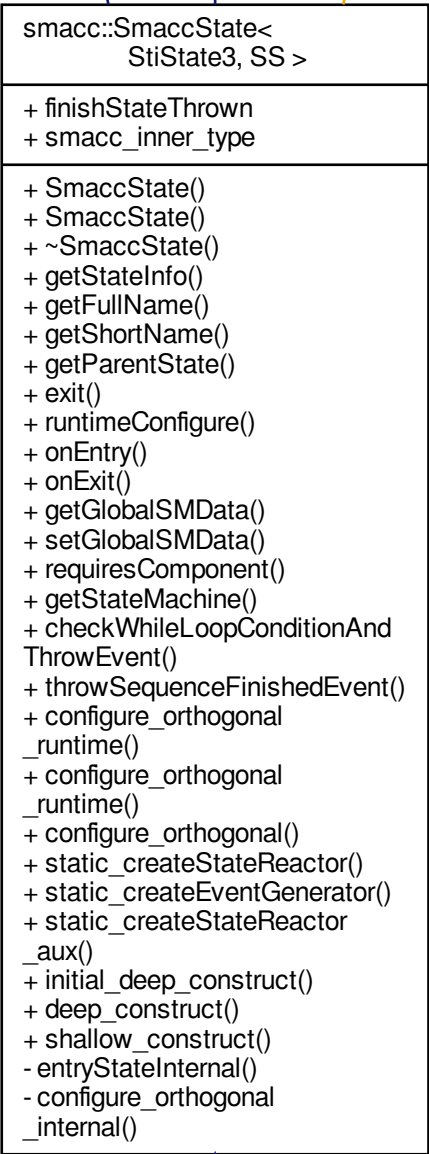 smacc::SmaccState<
StiState3, SS >
+ finishStateThrown
+ smacc_inner_type
+ SmaccState()
+ SmaccState()
+ ~SmaccState()
+ getStateInfo()
+ getFullName()
+ getShortName()
+ getParentState()
+ exit()
+ runtimeConfigure()
+ onEntry()
+ onExit()
+ getGlobalSMData()
+ setGlobalSMData()
+ requiresComponent()
+ getStateMachine()
+ checkWhileLoopConditionAnd
ThrowEvent()
+ throwSequenceFinishedEvent()
+ configure_orthogonal
_runtime()
+ configure_orthogonal
_runtime()
+ configure_orthogonal()
+ static_createStateReactor()
+ static_createEventGenerator()
+ static_createStateReactor
_aux()
+ initial_deep_construct()
+ deep_construct()
+ shallow_construct()
- entryStateInternal()
- configure_orthogonal
_internal()